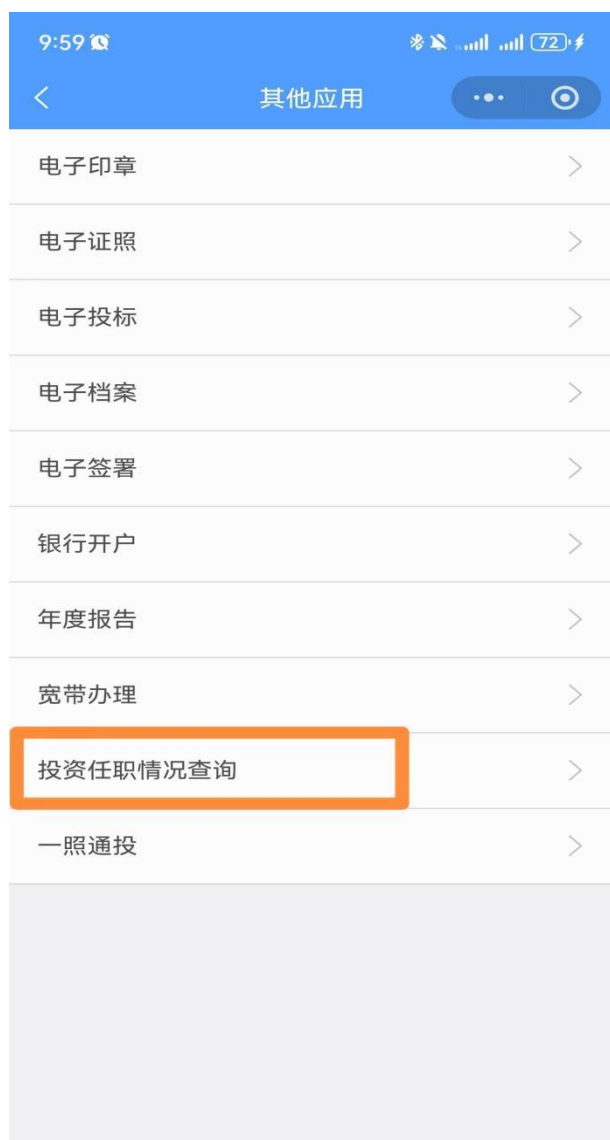 9:59
72
其他应用
电子印章
电子证照
电子投标
电子档案
电子签署
银行开户
年度报告
宽带办理
投资任职情况查询
一照通投